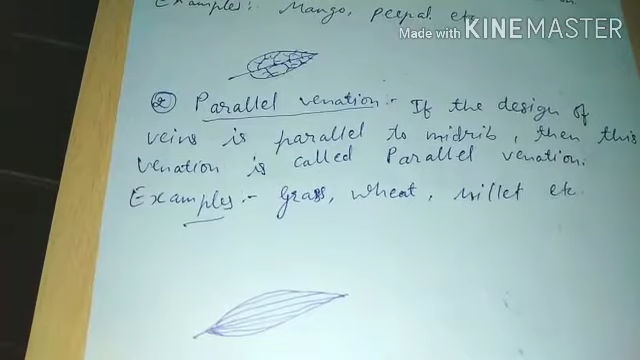 Examples:- Mango, peepal etc
Made with KINEMASTER
② Parallel venation:- If the design of
veins is parallel to midrib, then this
venation is called Parallel venation.
Examples:- Grass, wheat, millet etc.